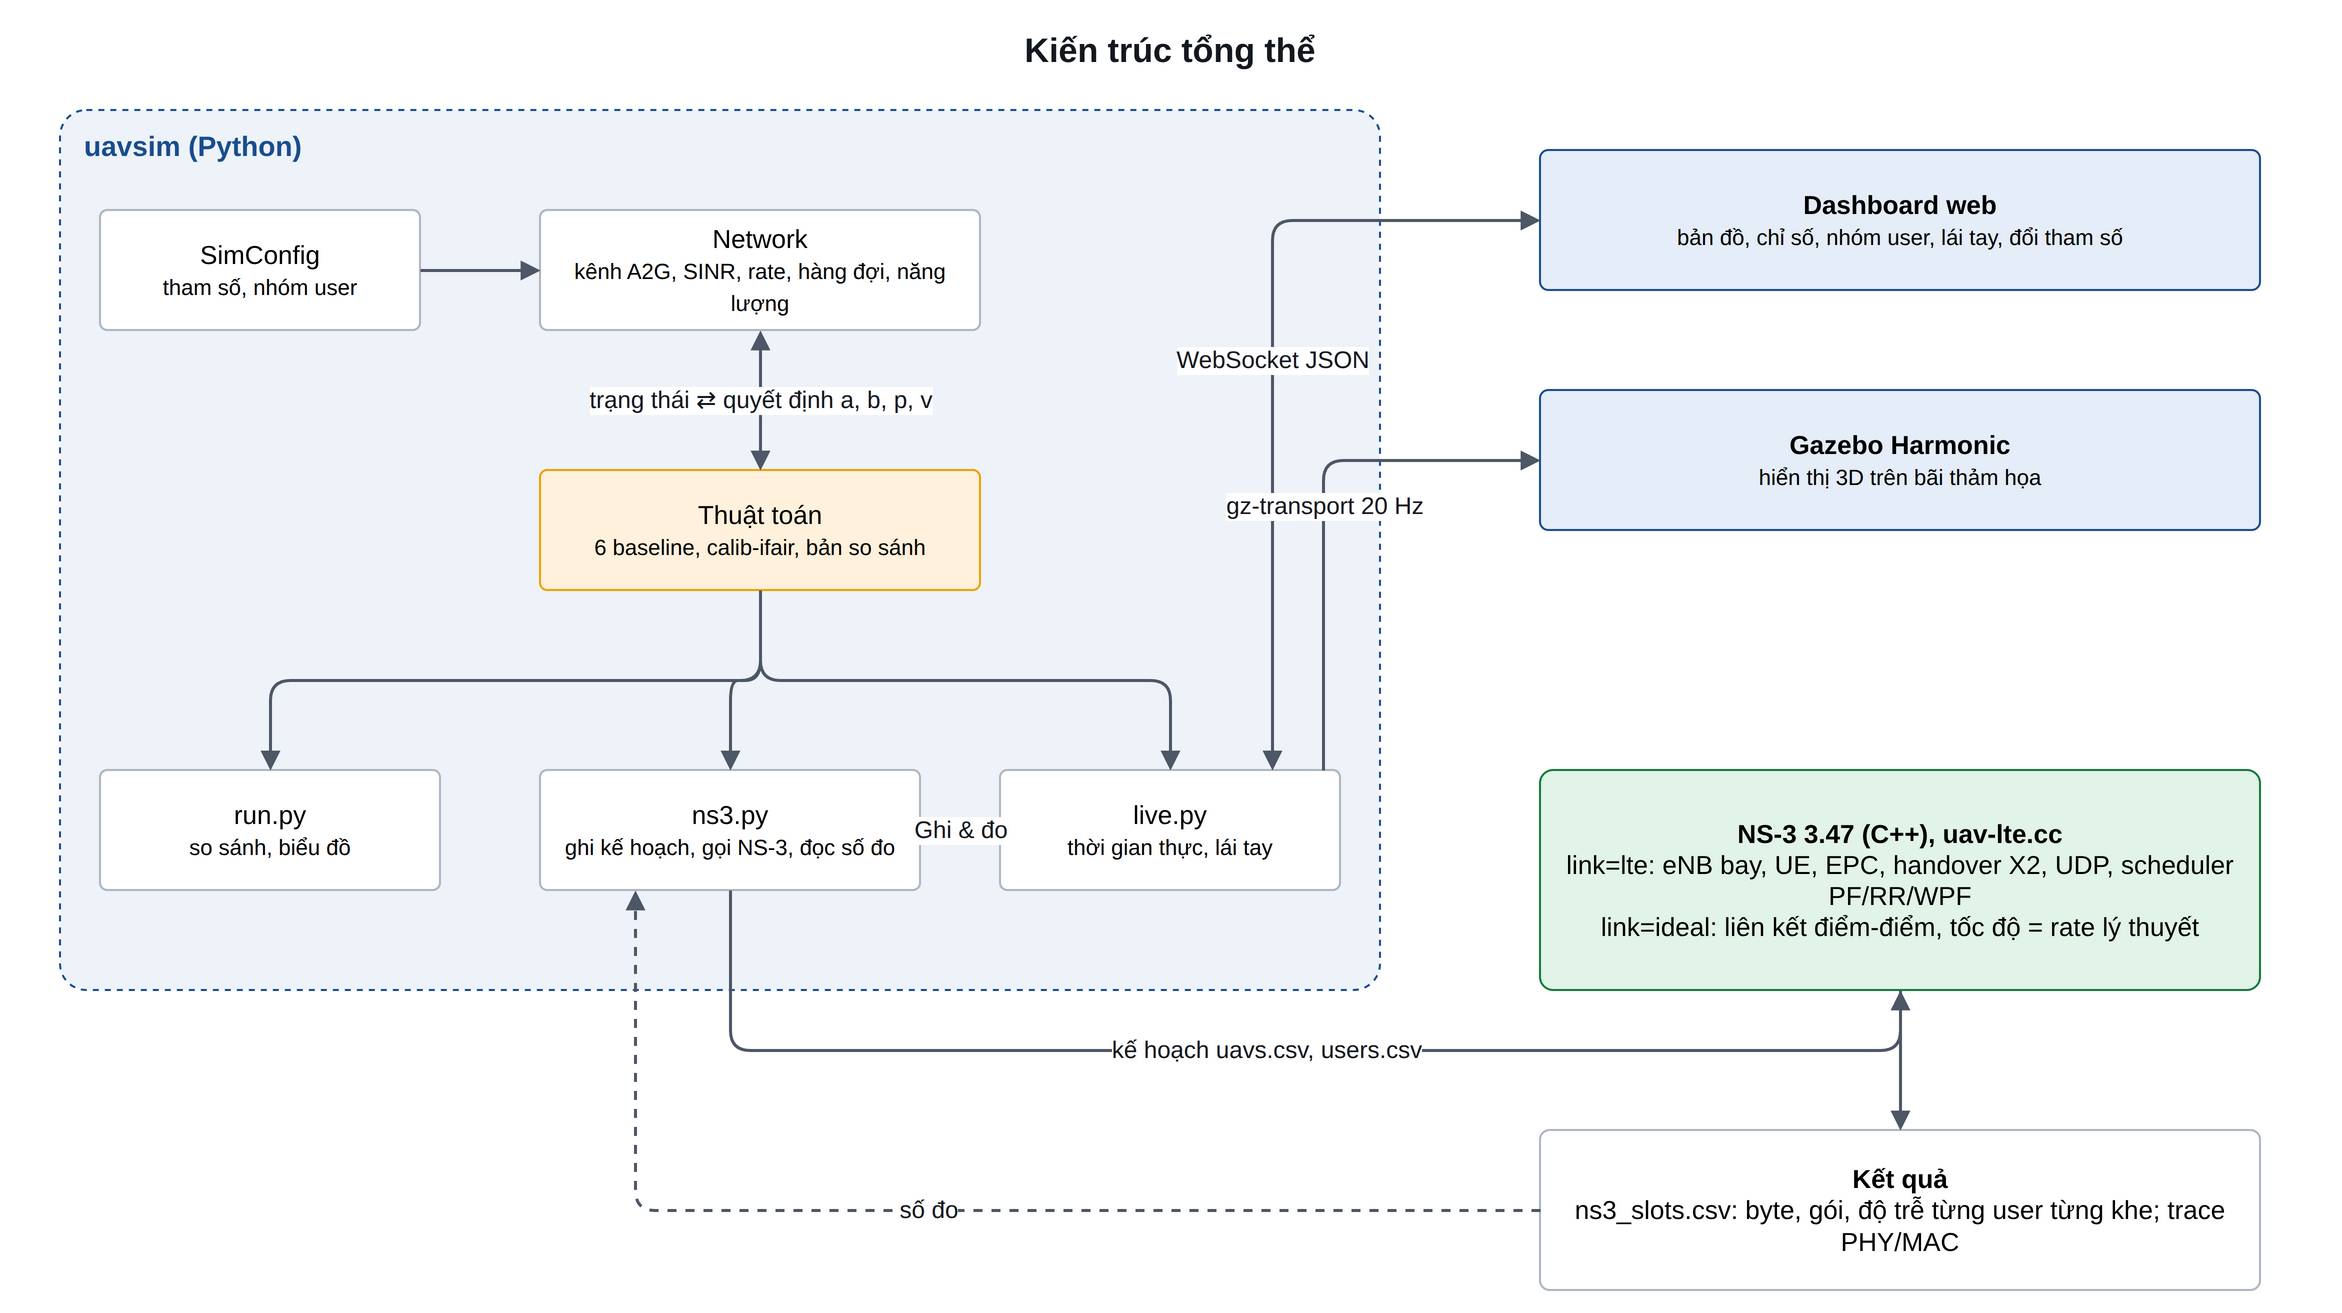 Kiến trúc tổng thể
uavsim (Python)
SimConfig
tham số, nhóm user
Network
kênh A2G, SINR, rate, hàng đợi, năng
lượng
trạng thái ⇄ quyết định a, b, p, v
Thuật toán
6 baseline, calib-ifair, bản so sánh
WebSocket JSON
gz-transport 20 Hz
Dashboard web
bản đồ, chỉ số, nhóm user, lái tay, đổi tham số
Gazebo Harmonic
hiển thị 3D trên bãi thảm họa
run.py
so sánh, biểu đồ
ns3.py
ghi kế hoạch, gọi NS-3, đọc số đo
Ghi & đo
live.py
thời gian thực, lái tay
NS-3 3.47 (C++), uav-lte.cc
link=lte: eNB bay, UE, EPC, handover X2, UDP, scheduler
PF/RR/WPF
link=ideal: liên kết điểm-điểm, tốc độ = rate lý thuyết
kế hoạch uavs.csv, users.csv
số đo
Kết quả
ns3_slots.csv: byte, gói, độ trễ từng user từng khe; trace
PHY/MAC